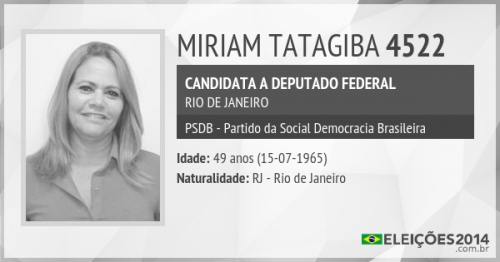 MIRIAM TATAGIBA 4522
CANDIDATA A DEPUTADO FEDERAL
RIO DE JANEIRO
PSDB - Partido da Social Democracia Brasileira
Idade: 49 anos (15-07-1965)
Naturalidade: RJ - Rio de Janeiro
ELEIÇÕES2014
.com.br